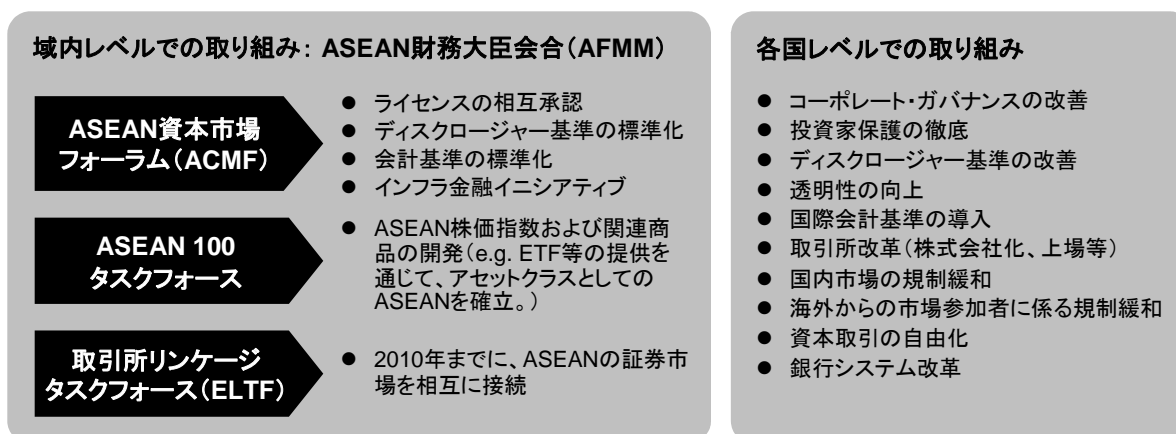 域内レベルでの取り組み： ASEAN財務大臣会合（AFMM）
ASEAN資本市場
フォーラム（ACMF）
● ライセンスの相互承認
● ディスクロージャー基準の標準化
● 会計基準の標準化
● インフラ金融イニシアティブ
ASEAN 100
タスクフォース
● ASEAN株価指数および関連商
品の開発（e.g. ETF等の提供を
通じて、アセットクラスとしての
ASEANを確立。）
取引所リンケージ
タスクフォース（ELTF）
● 2010年までに、ASEANの証券市
場を相互に接続
各国レベルでの取り組み
● コーポレート・ガバナンスの改善
● 投資家保護の徹底
● ディスクロージャー基準の改善
● 透明性の向上
● 国際会計基準の導入
● 取引所改革（株式会社化、上場等）
● 国内市場の規制緩和
● 海外からの市場参加者に係る規制緩和
● 資本取引の自由化
● 銀行システム改革